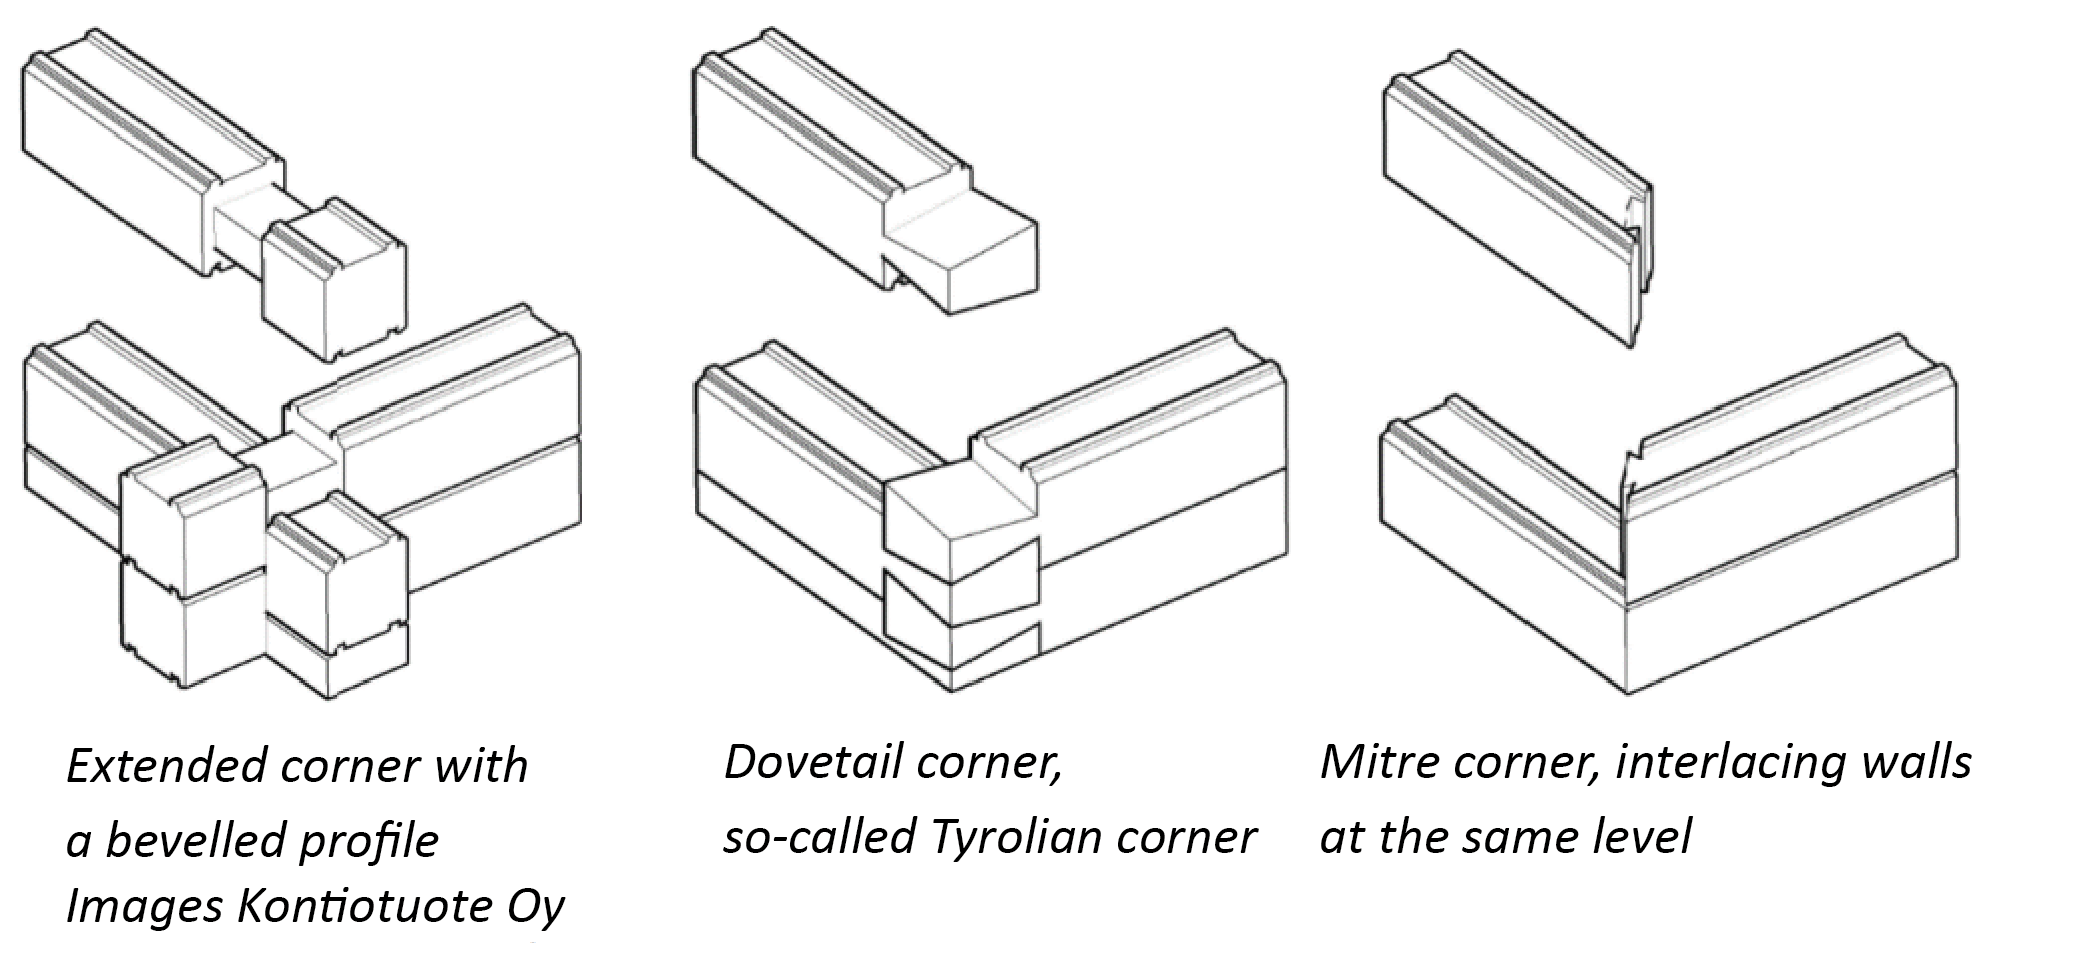 Extended corner with
a bevelled profile
Images Kontiotuote Oy
Dovetail corner,
so-called Tyrolian corner
Mitre corner, interlacing walls
at the same level